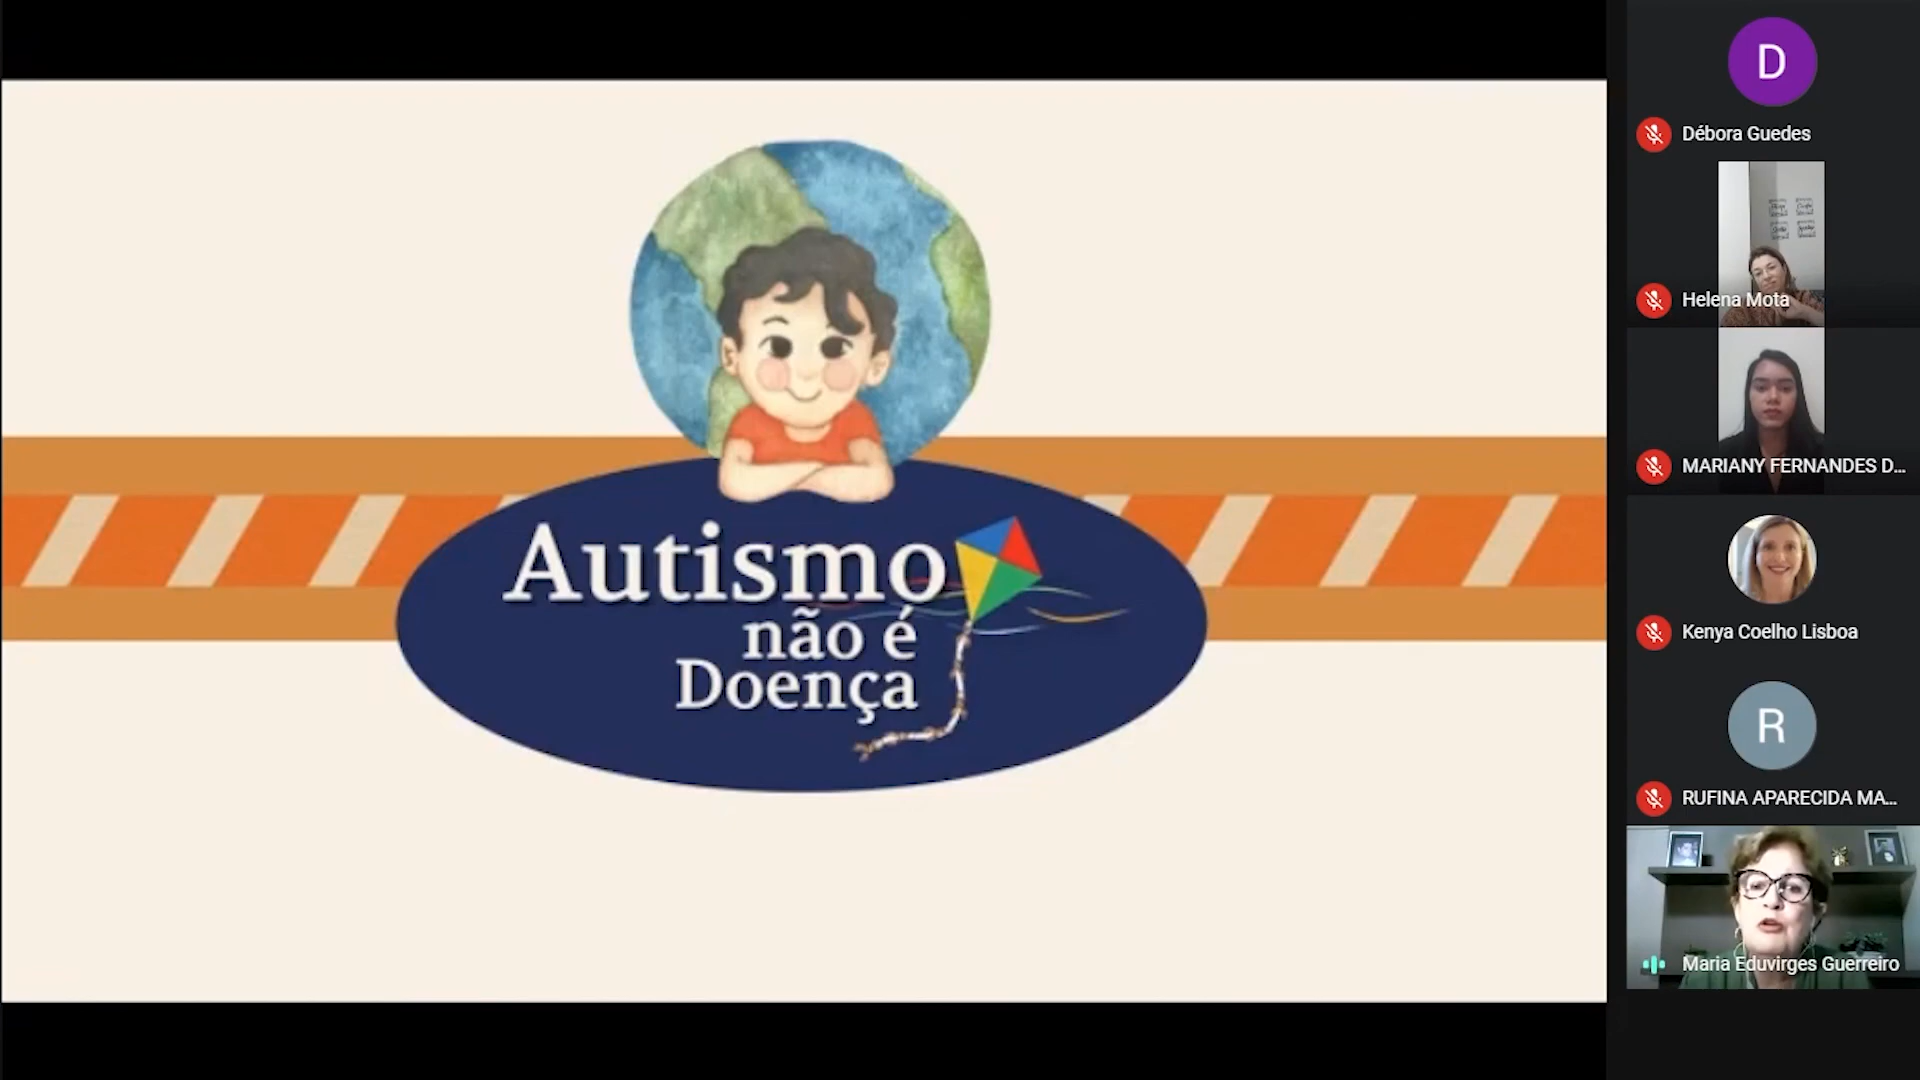 Autismo
não é
Doença
D
Débora Guedes
Helena Mota
MARIANY FERNANDES D...
Kenya Coelho Lisboa
R
RUFINA APARECIDA MA...
Maria Eduvirges Guerreiro